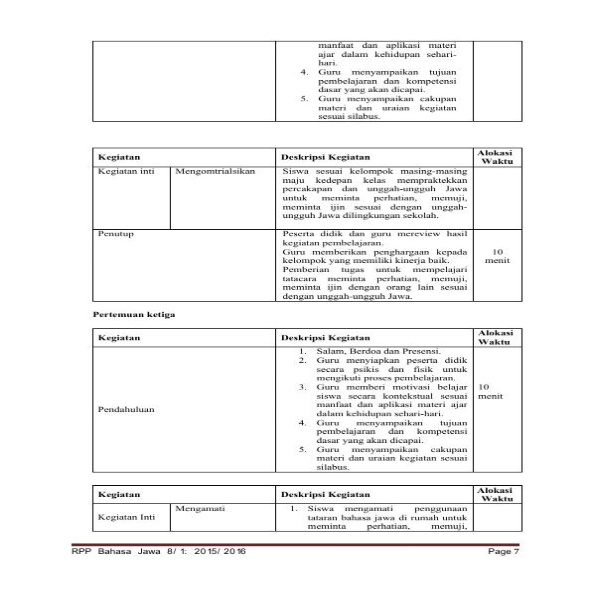 manfaat dan aplikasi materi
ajar dalam kehidupan sehari-
hari.
4. Guru menyampaikan tujuan
pembelajaran dan kompetensi
dasar yang akan dicapai.
5. Guru menyampaikan cakupan
materi dan uraian kegiatan
sesuai silabus.
Kegiatan Deskripsi Kegiatan Alokasi
Waktu
Kegiatan inti Mengomtrialsikan Siswa sesuai kelompok masing-masing
maju kedepan kelas mempraktekkan
percakapan dan unggah-ungguh Jawa
untuk meminta perhatian, memuji,
meminta ijin sesuai dengan unggah-
ungguh Jawa dilingkungan sekolah.
Penutup Peserta didik dan guru mereview hasil
kegiatan pembelajaran.
Guru memberikan penghargaan kepada 10
kelompok yang memiliki kinerja baik. menit
Pemberian tugas untuk mempelajari
tatacara meminta perhatian, memuji,
meminta ijin dengan orang lain sesuai
dengan unggah-ungguh Jawa.
Pertemuan ketiga
Kegiatan Deskripsi Kegiatan Alokasi
Waktu
1. Salam, Berdoa dan Presensi.
2. Guru menyiapkan peserta didik
secara psikis dan fisik untuk
mengikuti proses pembelajaran.
3. Guru memberi motivasi belajar 10
siswa secara kontekstual sesuai menit
manfaat dan aplikasi materi ajar
Pendahuluan dalam kehidupan sehari-hari.
4. Guru menyampaikan tujuan
pembelajaran dan kompetensi
dasar yang akan dicapai.
5. Guru menyampaikan cakupan
materi dan uraian kegiatan sesuai
silabus.
Kegiatan Deskripsi Kegiatan Alokasi
Waktu
Kegiatan Inti Mengamati 1. Siswa mengamati penggunaan
tataran bahasa jawa di rumah untuk
meminta perhatian, memuji,
RPP Bahasa Jawa 8/ 1: 2015/ 2016 Page 7